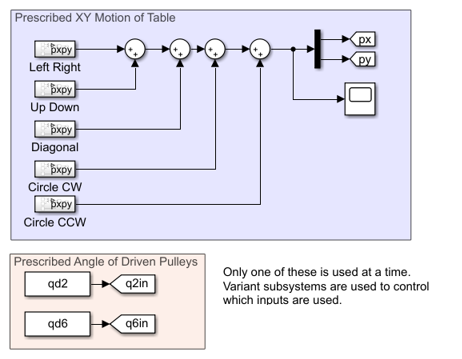 Prescribed XY Motion of Table
pxpy
Left Right
pxpy
Up Down
pxpy
Diagonal
pxpy
Circle CW
pxpy
Circle CCW
+
+
+
+
+
+
+
+
px
py
Prescribed Angle of Driven Pulleys
qd2
q2in
qd6
q6in
Only one of these is used at a time.
Variant subsystems are used to control
which inputs are used.